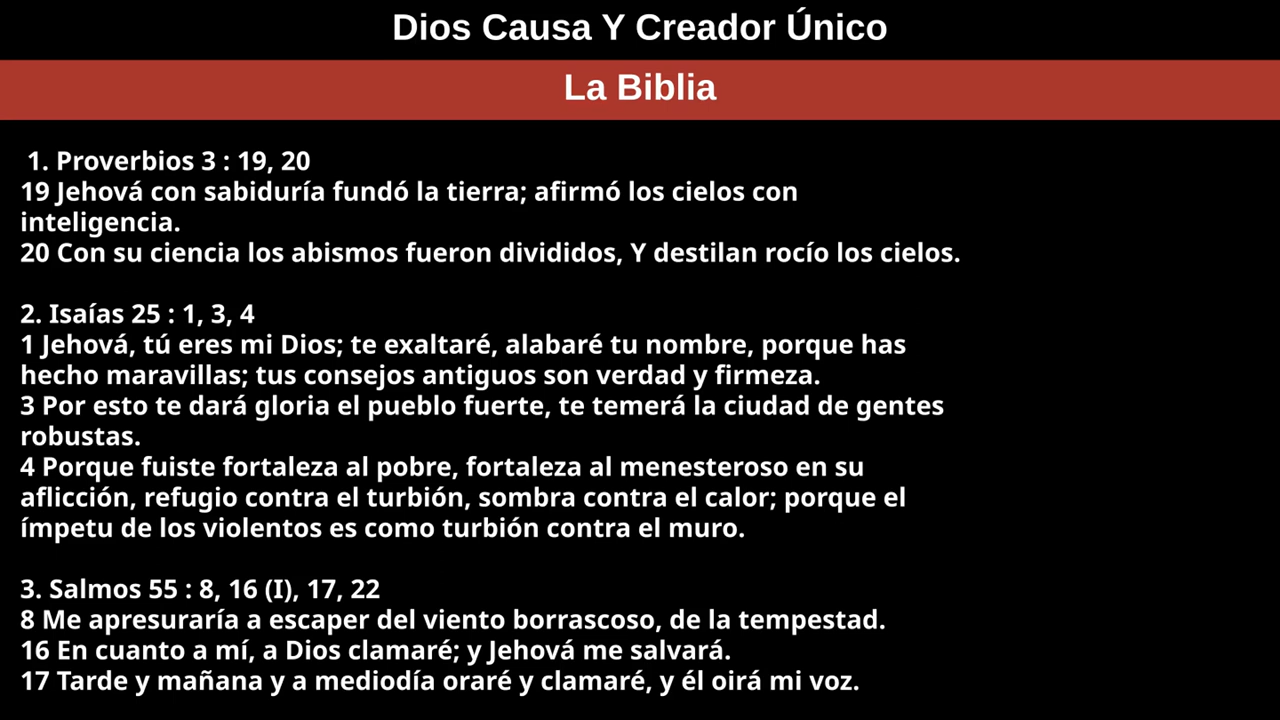 Dios Causa Y Creador Único
La Biblia
1. Proverbios 3 : 19, 20
19 Jehová con sabiduría fundó la tierra; afirmó los cielos con
inteligencia.
20 Con su ciencia los abismos fueron divididos, Y destilan rocío los cielos.
2. Isaías 25 : 1, 3, 4
1 Jehová, tú eres mi Dios; te exaltaré, alabaré tu nombre, porque has
hecho maravillas; tus consejos antiguos son verdad y firmeza.
3 Por esto te dará gloria el pueblo fuerte, te temerá la ciudad de gentes
robustas.
4 Porque fuiste fortaleza al pobre, fortaleza al menesteroso en su
aflicción, refugio contra el turbión, sombra contra el calor; porque el
ímpetu de los violentos es como turbión contra el muro.
3. Salmos 55 : 8, 16 (I), 17, 22
8 Me apresuraría a escaper del viento borrascoso, de la tempestad.
16 En cuanto a mí, a Dios clamaré; y Jehová me salvará.
17 Tarde y mañana y a mediodía oraré y clamaré, y él oirá mi voz.